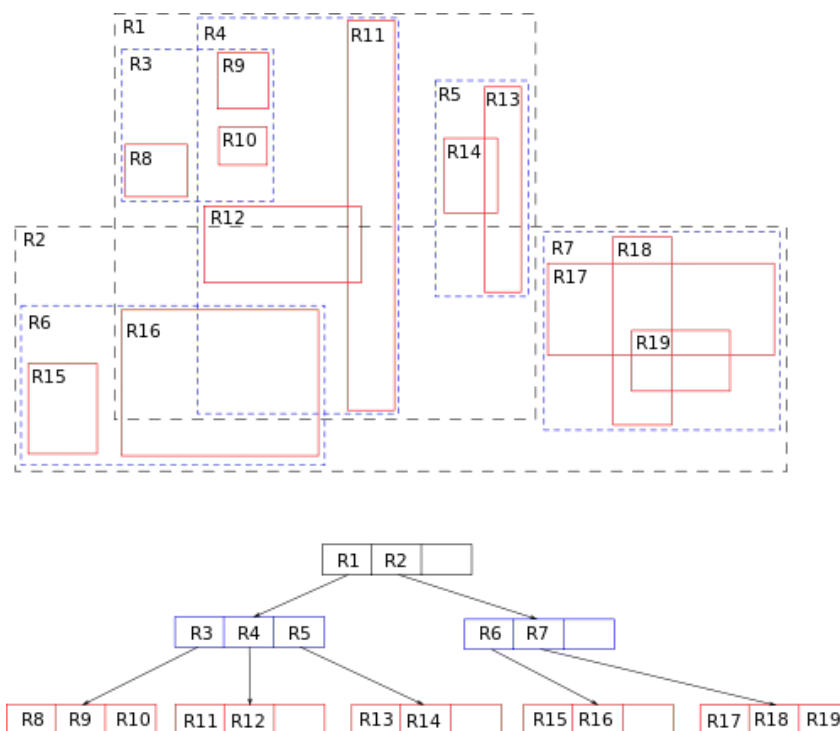 R1
R4
R11
R3
R9
R5
R13
R10
R14
R8
R12
R2
R7
R18
R17
R6
R16
R19
R15
R1 R2
R3 R4 R5
R6 R7
R8 R9 R10
R11 R12
R13 R14
R15 R16
R17 R18 R19